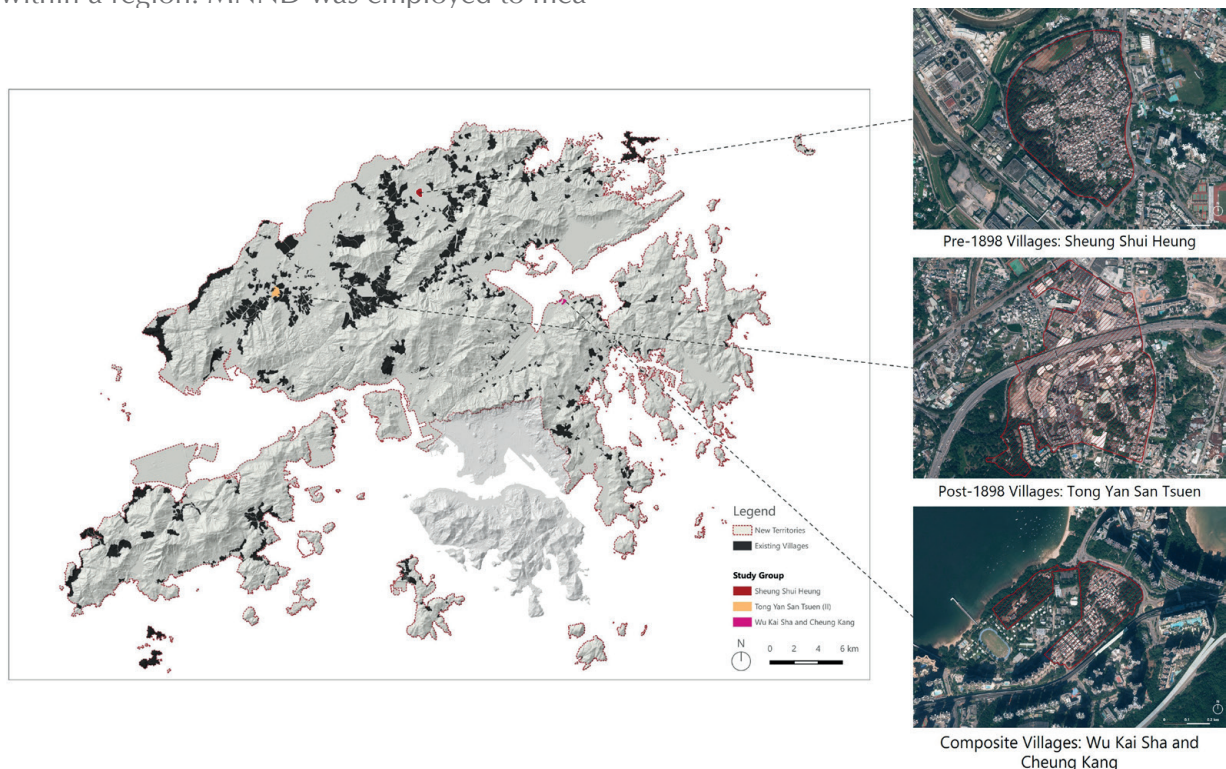 within a region. MNND was employed to mea
Pre-1898 Villages: Sheung Shui Heung
Post-1898 Villages: Tong Yan San Tsuen
Legend
New Territories
Existing Villages
Study Group
Sheung Shui Heung
Tong Yan San Tsuen (II)
Wu Kai Sha and Cheung Kang
N
0 2 4 6 km
Composite Villages: Wu Kai Sha and
Cheung Kang